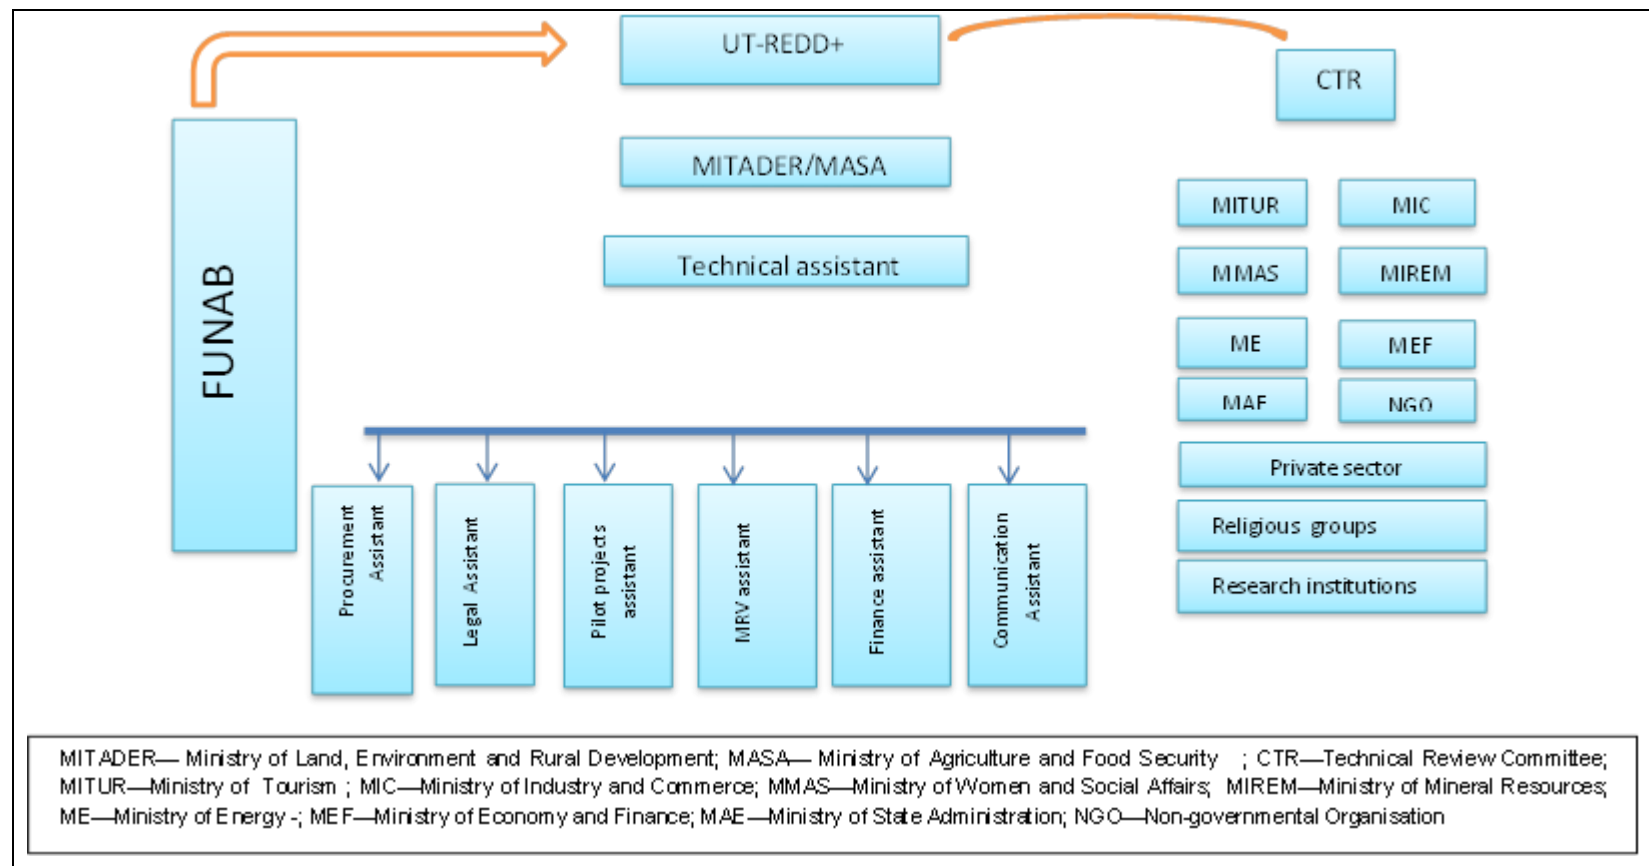 UT-REDD+
CTR
FUNAB
MITADER/MASA
Technical assistant
MITUR
MIC
MMAS
MIREM
ME
MEF
MAE
NGO
Private sector
Religious groups
Research institutions
Procurement
Assistant
Legal Assistant
Pilot projects
assistant
MRV assistant
Finance assistant
Communication
Assistant
MITADER— Ministry of Land, Environment and Rural Development; MASA— Ministry of Agriculture and Food Security ; CTR—Technical Review Committee;
MITUR—Ministry of Tourism ; MIC—Ministry of Industry and Commerce; MMAS—Ministry of Women and Social Affairs; MIREM—Ministry of Mineral Resources;
ME—Ministry of Energy -; MEF—Ministry of Economy and Finance; MAE—Ministry of State Administration; NGO—Non-governmental Organisation